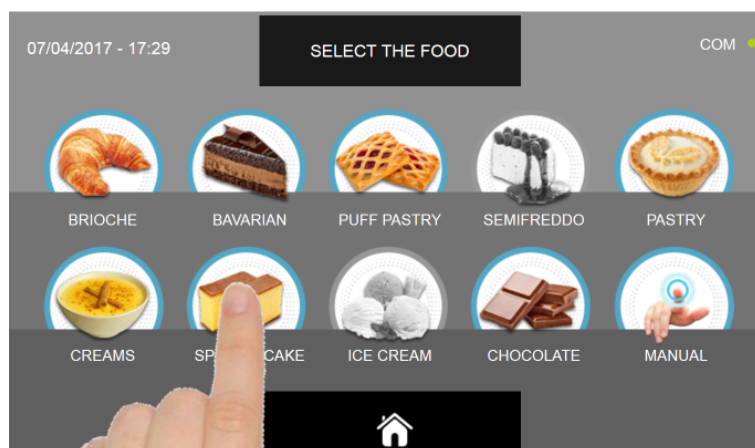 07/04/2017 - 17:29
SELECT THE FOOD
COM
BRIOCHE
BAVARIAN
PUFF PASTRY
SEMIFREDDO
PASTRY
CREAMS
CAKE
ICE CREAM
CHOCOLATE
MANUAL